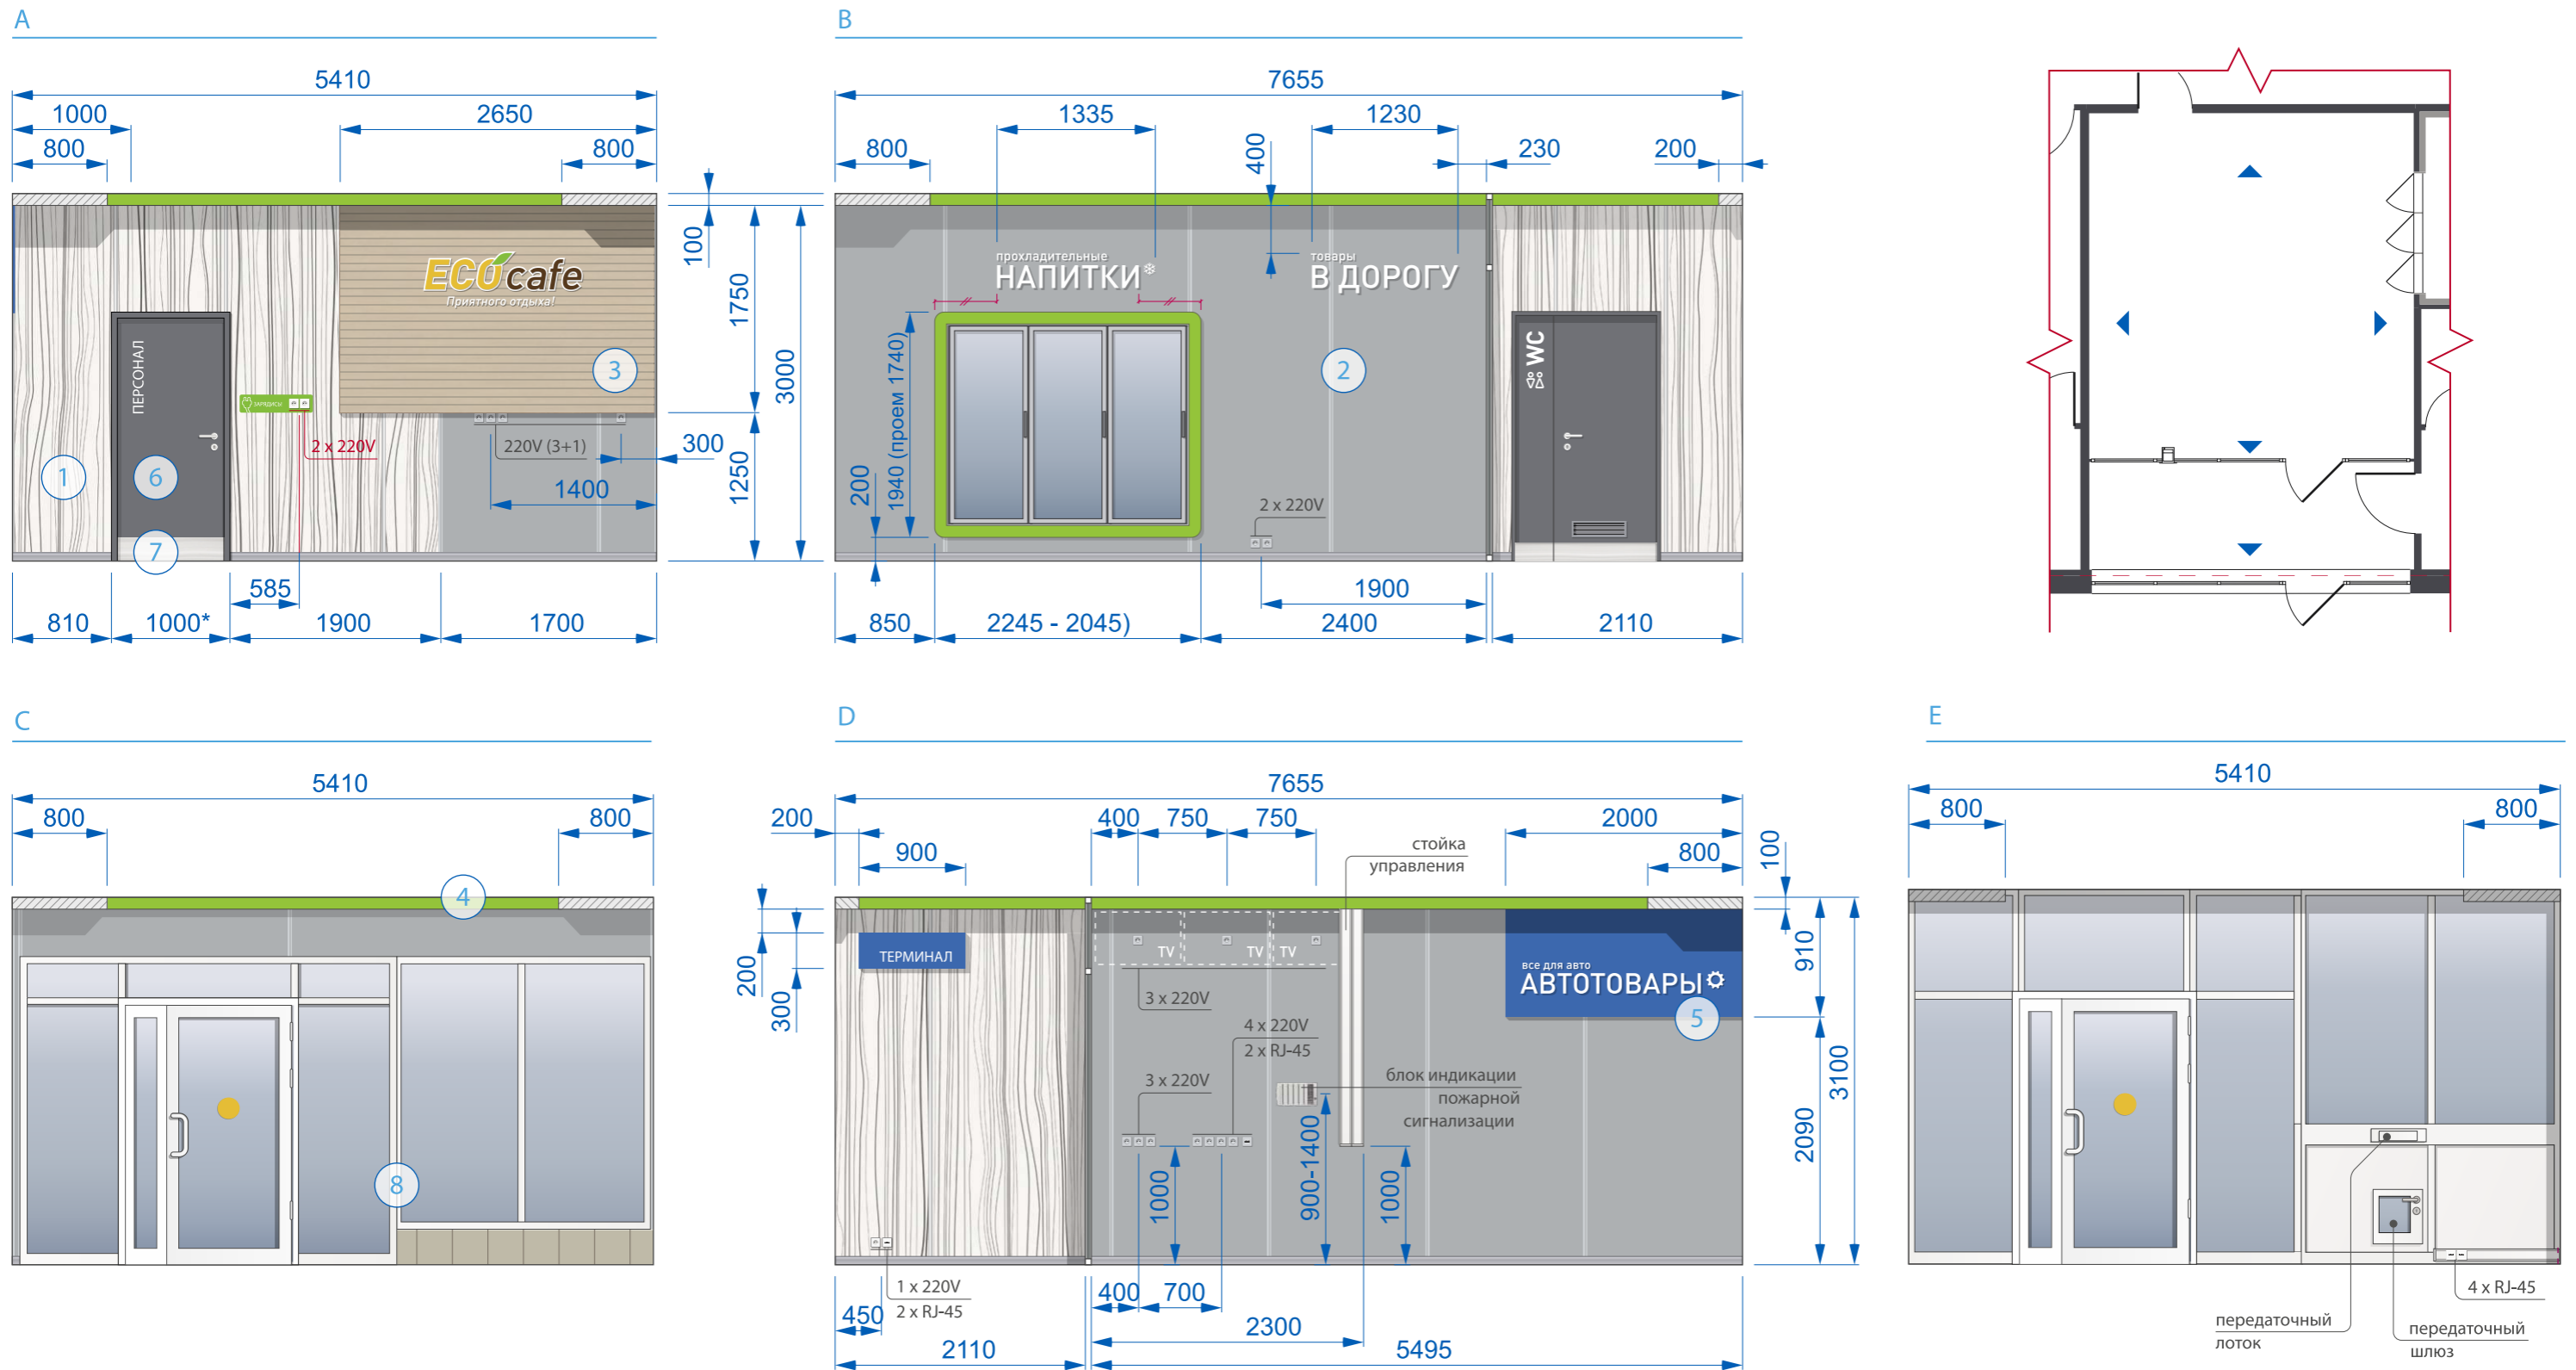 A
5410
1000
2650
800
800
100
1750
3000
1250
ECO cafe
Приятного отдыха!
ПЕРСОНАЛ
ЗАРЯДИСЬ
3
1
6
7
2 x 220V
220V (3+1)
300
1400
585
810
1000*
1900
1700
B
7655
1335
1230
800
400
230
200
прохладительные
НАПИТКИ
товары
В ДОРОГУ
WC
2
1940 (проем 1740)
200
2 x 220V
1900
850
2245 - 2045)
2400
2110
C
5410
800
800
4
8
D
7655
200
400
750
750
2000
900
800
100
стойка
управления
ТЕРМИНАЛ
TV
TV
TV
все для авто
АВТОТОВАРЫ
5
200
300
910
3100
2090
3 x 220V
4 x 220V
2 x RJ-45
3 x 220V
блок индикации
пожарной
сигнализации
1000
900-1400
1000
1 x 220V
2 x RJ-45
450
400
700
2300
2110
5495
E
5410
800
800
4 x RJ-45
передаточный
лоток
передаточный
шлюз